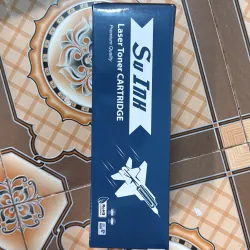 Su Ink
Laser Toner CARTRIDGE
Premium Quality